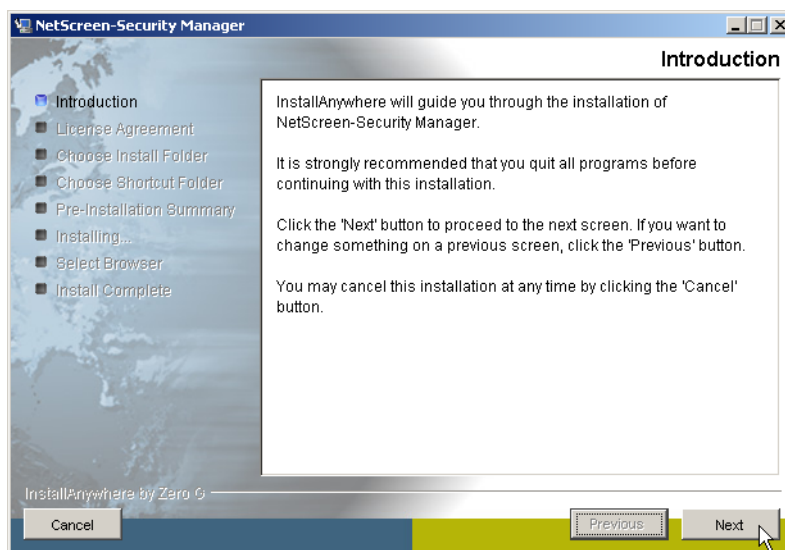 NetScreen-Security Manager
Introduction
Introduction
License Agreement
Choose Install Folder
Choose Shortcut Folder
Pre-Installation Summary
Installing...
Select Browser
Install Complete
InstallAnywhere will guide you through the installation of
NetScreen-Security Manager.
It is strongly recommended that you quit all programs before
continuing with this installation.
Click the 'Next' button to proceed to the next screen. If you want to
change something on a previous screen, click the 'Previous' button.
You may cancel this installation at any time by clicking the 'Cancel'
button.
InstallAnywhere by Zero G
Cancel
Previous
Next